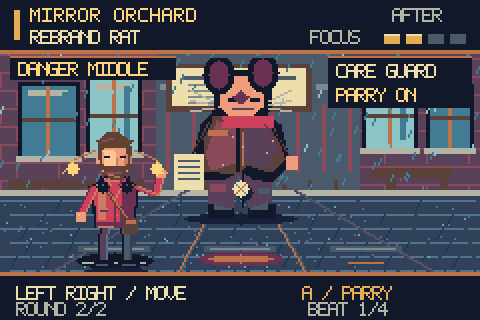 MIRROR ORCHARD
AFTER
REBRAND RAT
FOCUS
DANGER MIDDLE
CARE GUARD
PARRY ON
LEFT RIGHT / MOVE
A / PARRY
ROUND 2/2
BEAT 1/4